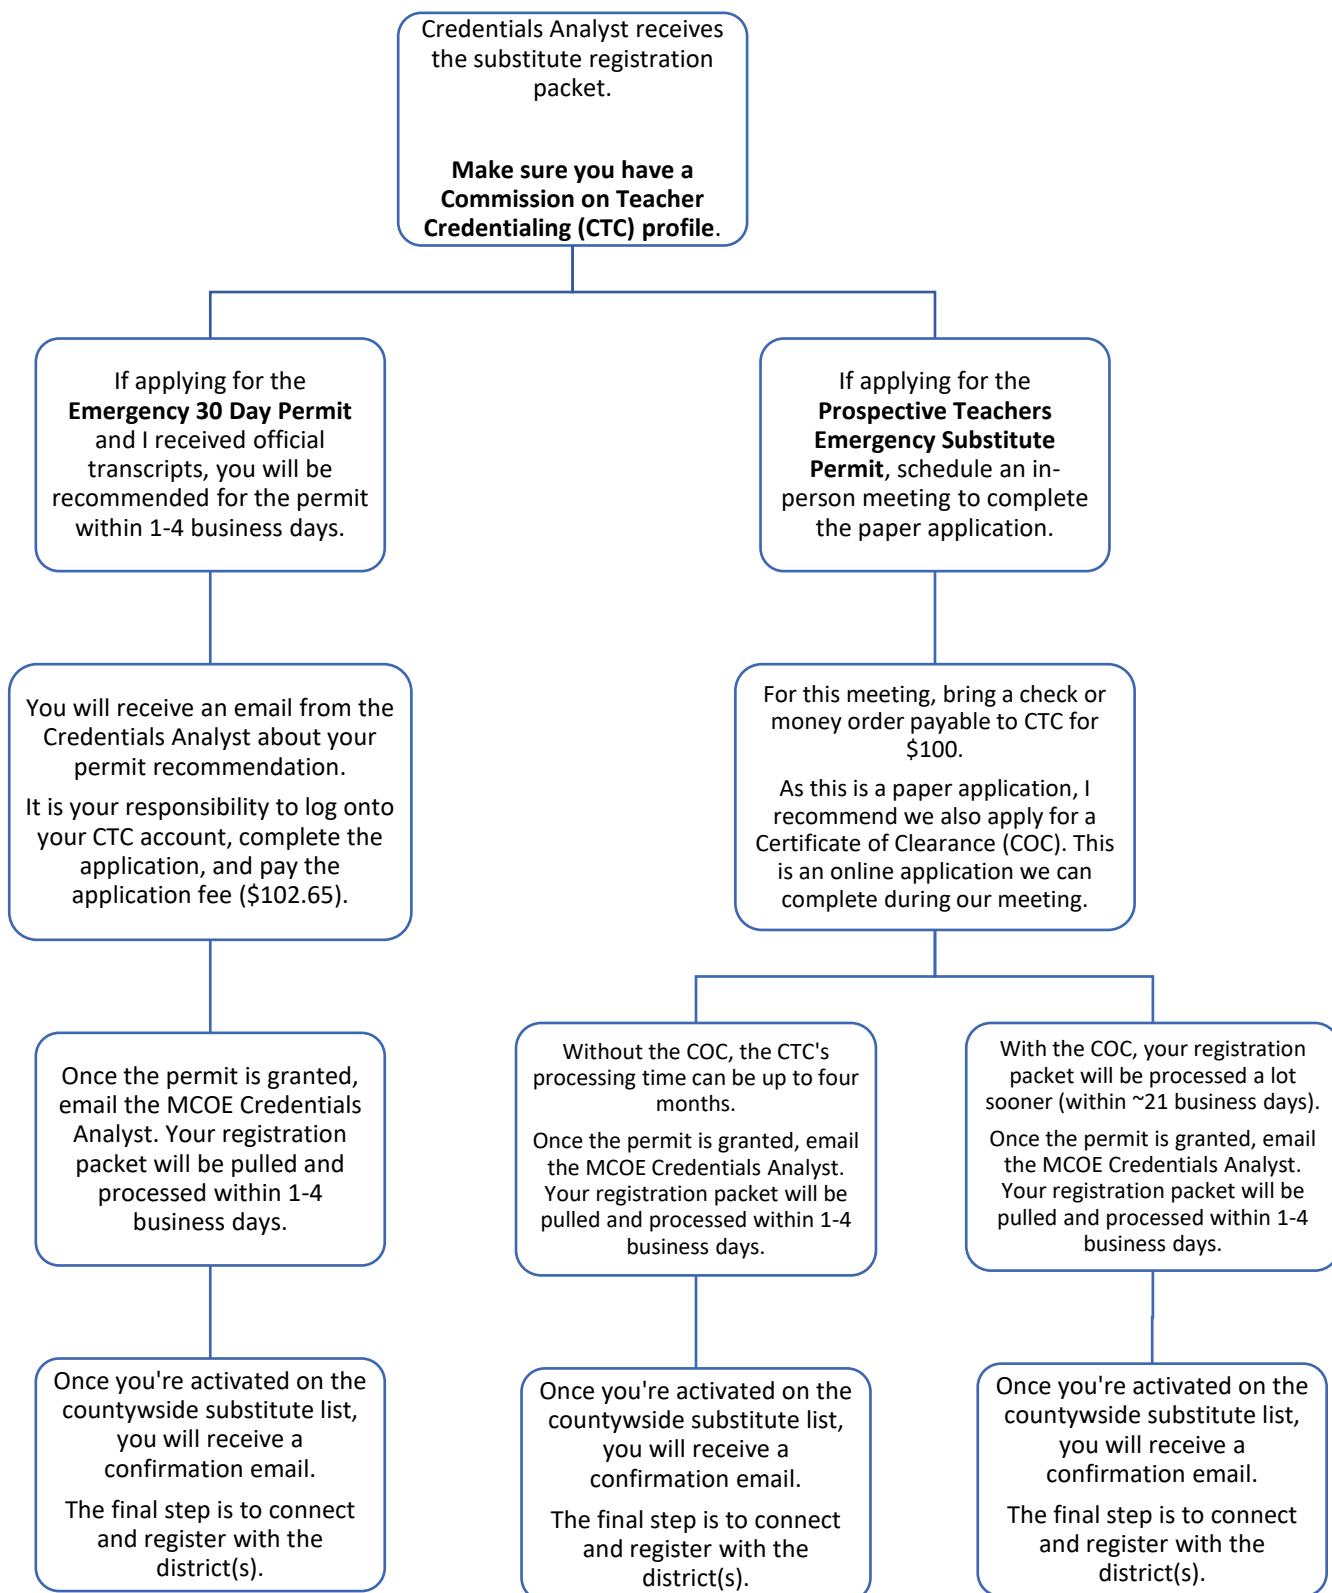 Credentials Analyst receives
the substitute registration
packet.
Make sure you have a
Commission on Teacher
Credentialing (CTC) profile.
If applying for the
Emergency 30 Day Permit
and I received official
transcripts, you will be
recommended for the permit
within 1-4 business days.
If applying for the
Prospective Teachers
Emergency Substitute
Permit, schedule an in-
person meeting to complete
the paper application.
You will receive an email from the
Credentials Analyst about your
permit recommendation.
It is your responsibility to log onto
your CTC account, complete the
application, and pay the
application fee ($102.65).
For this meeting, bring a check or
money order payable to CTC for
$100.
As this is a paper application, I
recommend we also apply for a
Certificate of Clearance (COC). This
is an online application we can
complete during our meeting.
Once the permit is granted,
email the MCOE Credentials
Analyst. Your registration
packet will be pulled and
processed within 1-4
business days.
Without the COC, the CTC's
processing time can be up to four
months.
Once the permit is granted, email
the MCOE Credentials Analyst.
Your registration packet will be
pulled and processed within 1-4
business days.
With the COC, your registration
packet will be processed a lot
sooner (within ~21 business days).
Once the permit is granted, email
the MCOE Credentials Analyst.
Your registration packet will be
pulled and processed within 1-4
business days.
Once you're activated on the
countywside substitute list,
you will receive a
confirmation email.
The final step is to connect
and register with the
district(s).
Once you're activated on the
countywside substitute list,
you will receive a
confirmation email.
The final step is to connect
and register with the
district(s).
Once you're activated on the
countywside substitute list,
you will receive a
confirmation email.
The final step is to connect
and register with the
district(s).